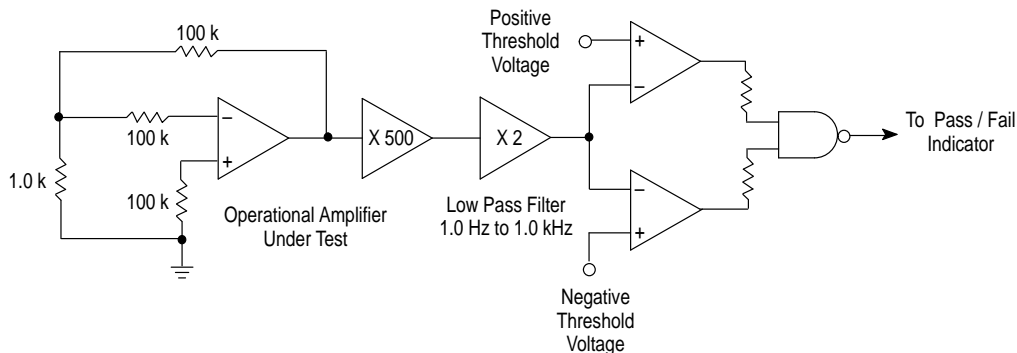 100 k
Positive
Threshold
Voltage
+
−
−
100 k
+
X 500
X 2
To Pass / Fail
Indicator
1.0 k
100 k
Operational Amplifier
Under Test
Low Pass Filter
1.0 Hz to 1.0 kHz
−
+
Negative
Threshold
Voltage